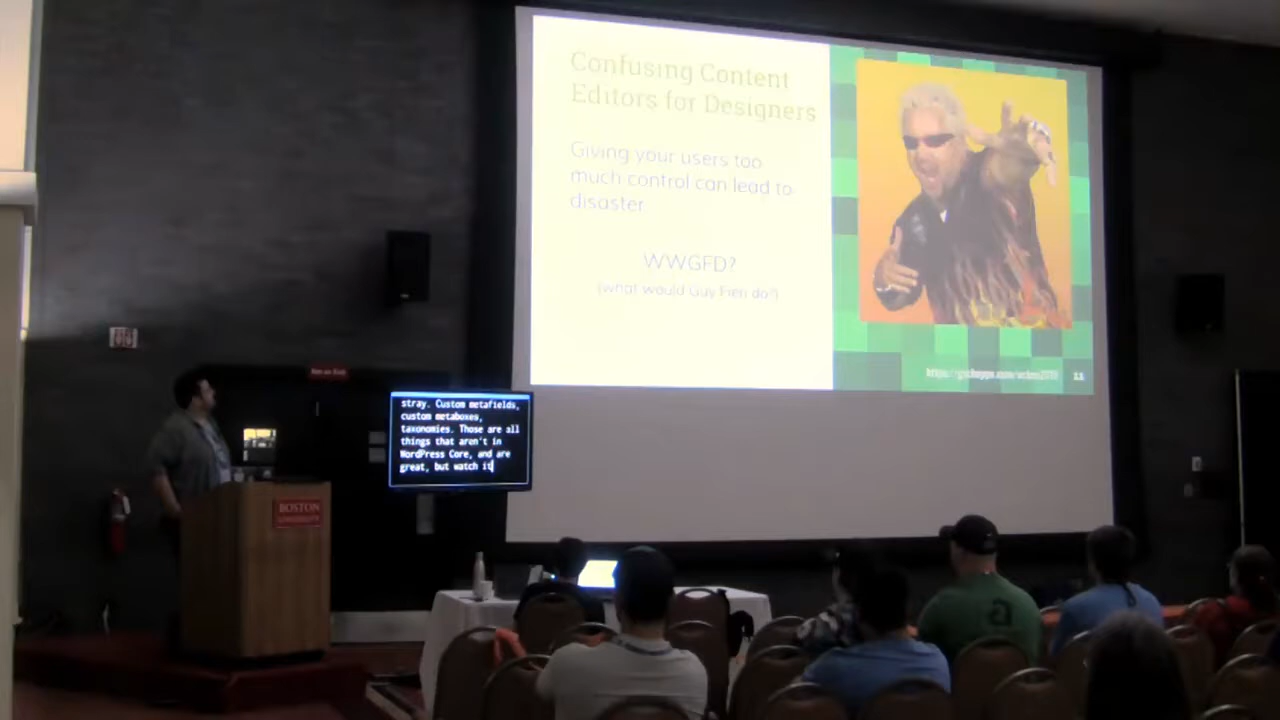 Confusing Content
Editors for Designers
Giving your users too
much control can lead to
disaster
WWGFD?
(what would Guy Fieri do?)
11
stray. Custom metafields,
custom metaboxes,
taxonomies. Those are all
things that aren't in
WordPress Core, and are
great, but watch it
BOSTON
UNIVERSITY